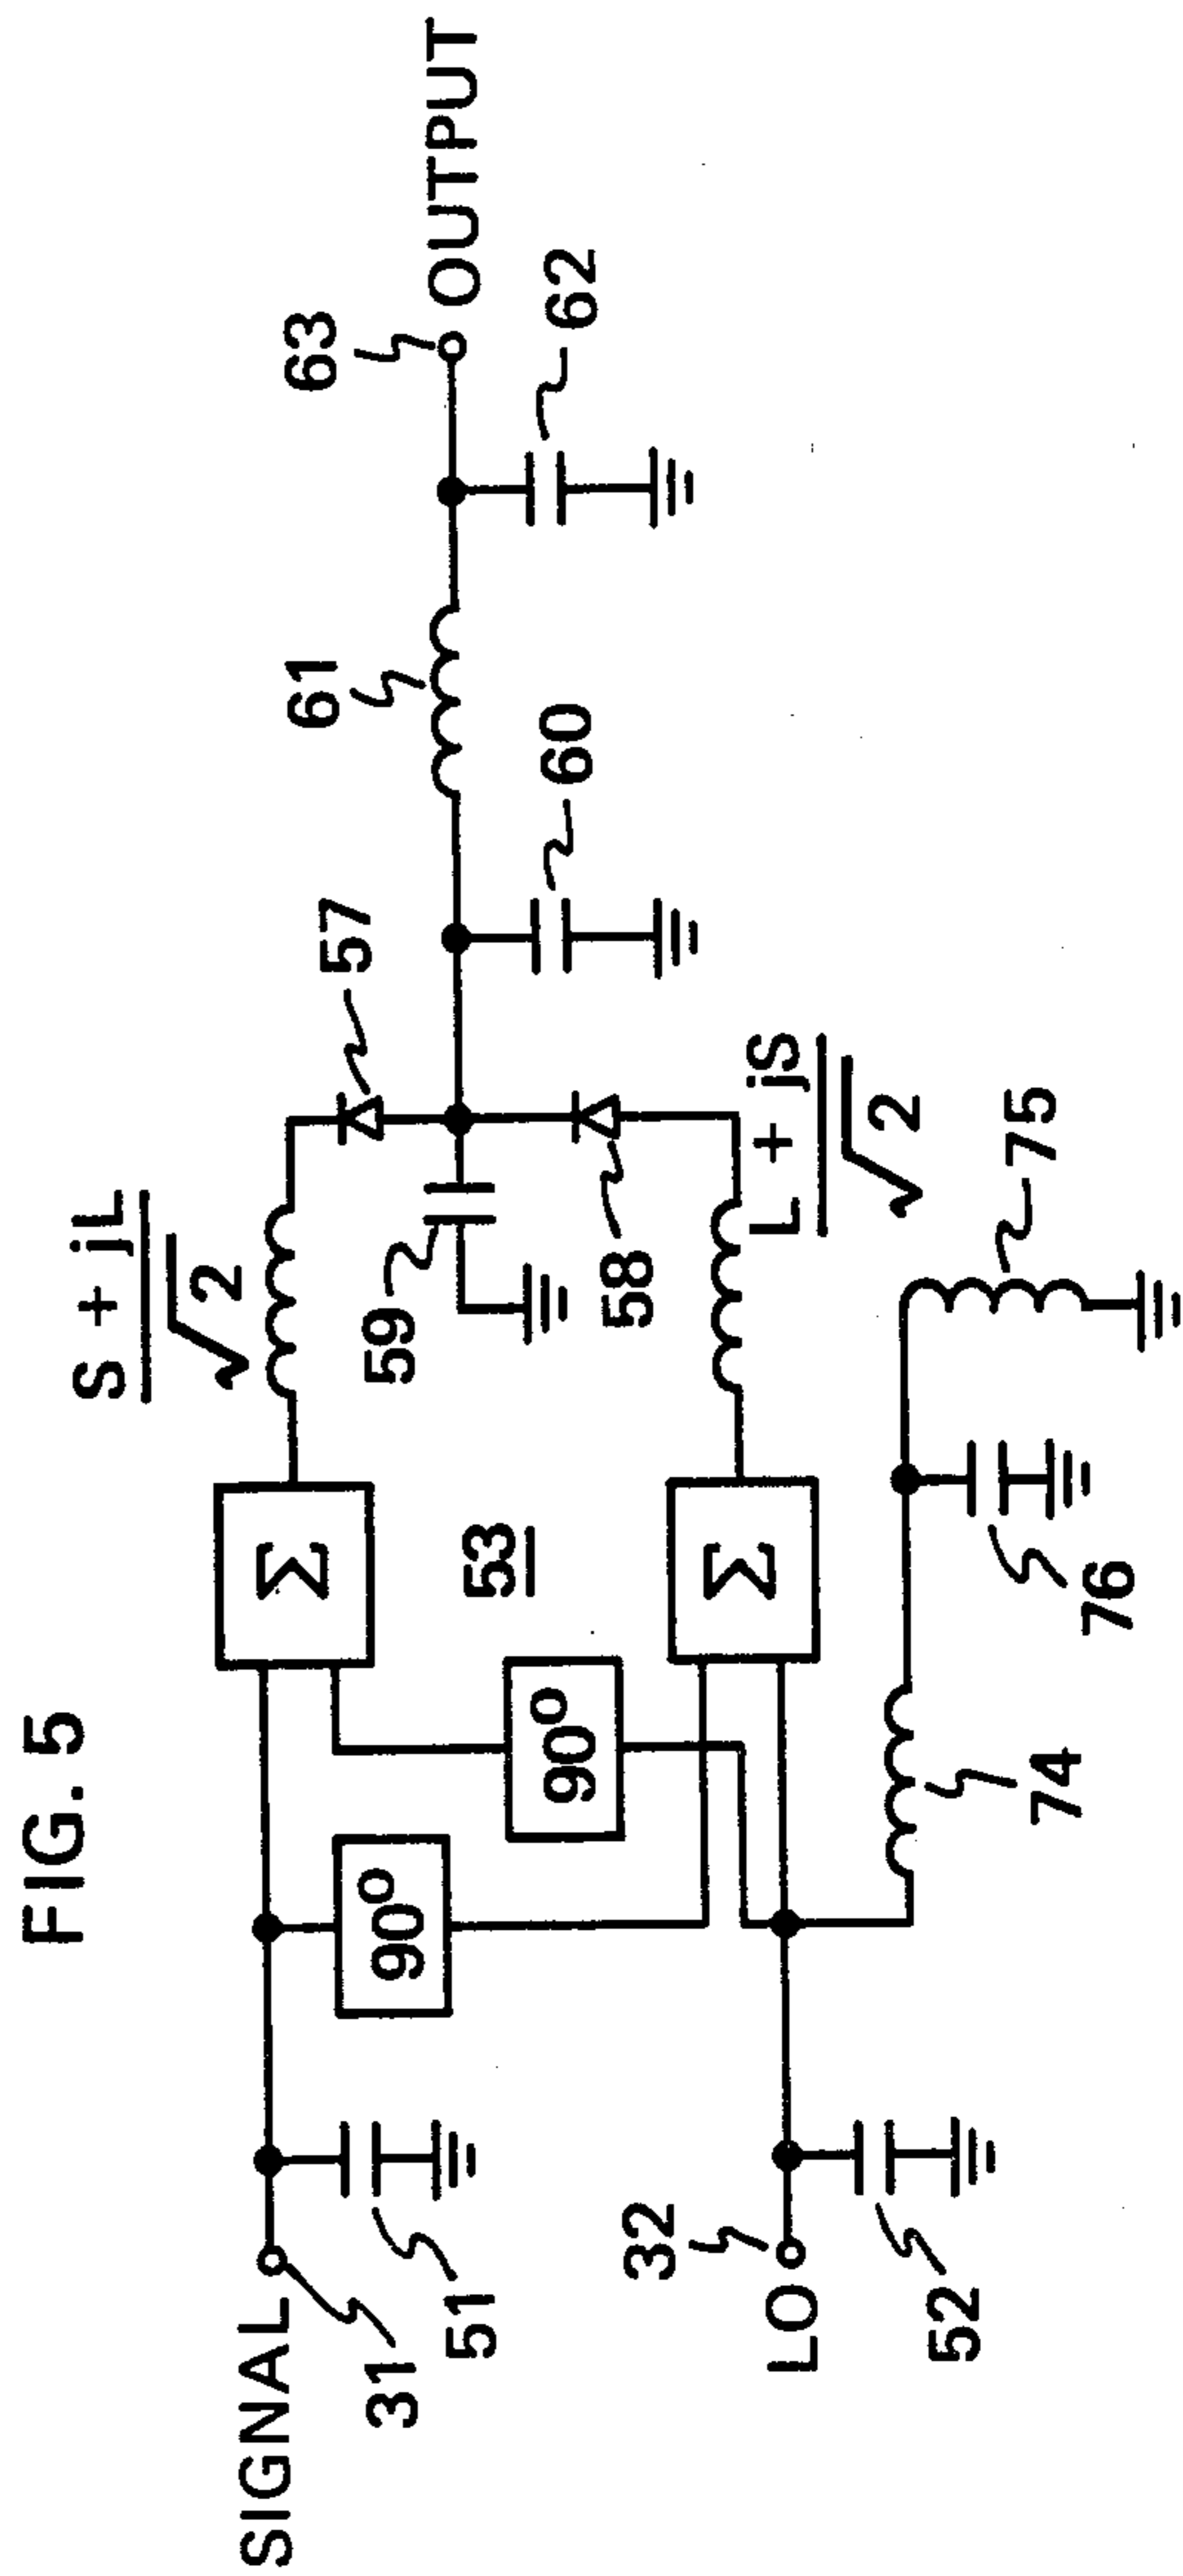 FIG. 5
SIGNAL
31
51
LO
32
52
90°
90°
Σ
53
Σ
74
76
75
S + jL
√2
L + jS
√2
59
57
58
60
61
62
63
OUTPUT